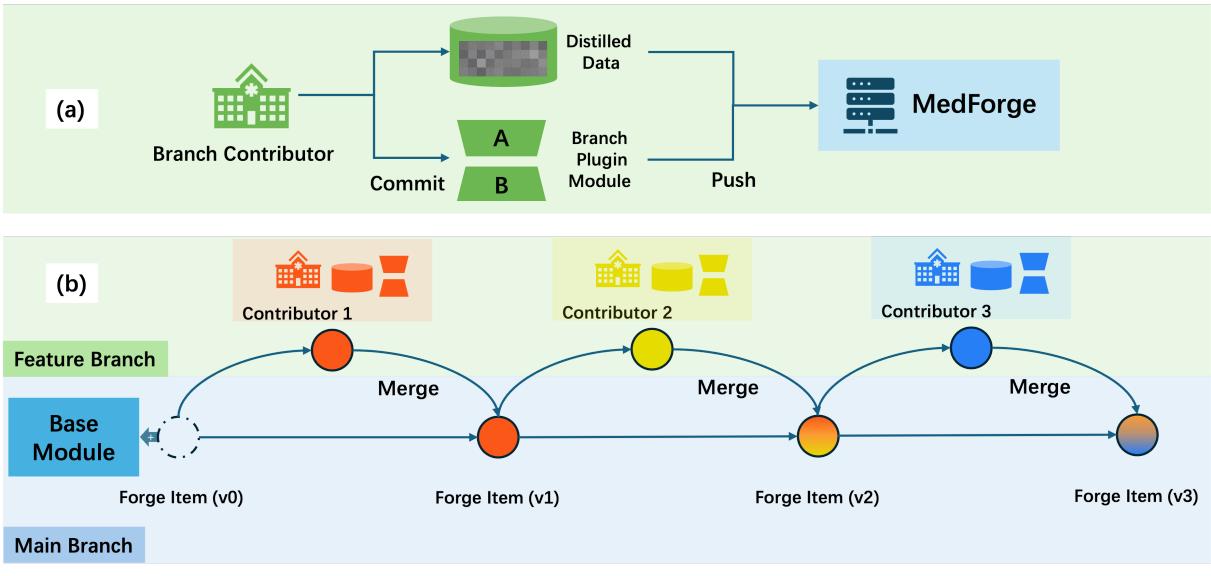 (a)
Branch Contributor
Commit
Distilled
Data
A
B
Branch
Plugin
Module
Push
MedForge
(b)
Contributor 1
Contributor 2
Contributor 3
Feature Branch
Merge
Merge
Merge
Base
Module
+
Forge Item (v0)
Forge Item (v1)
Forge Item (v2)
Forge Item (v3)
Main Branch